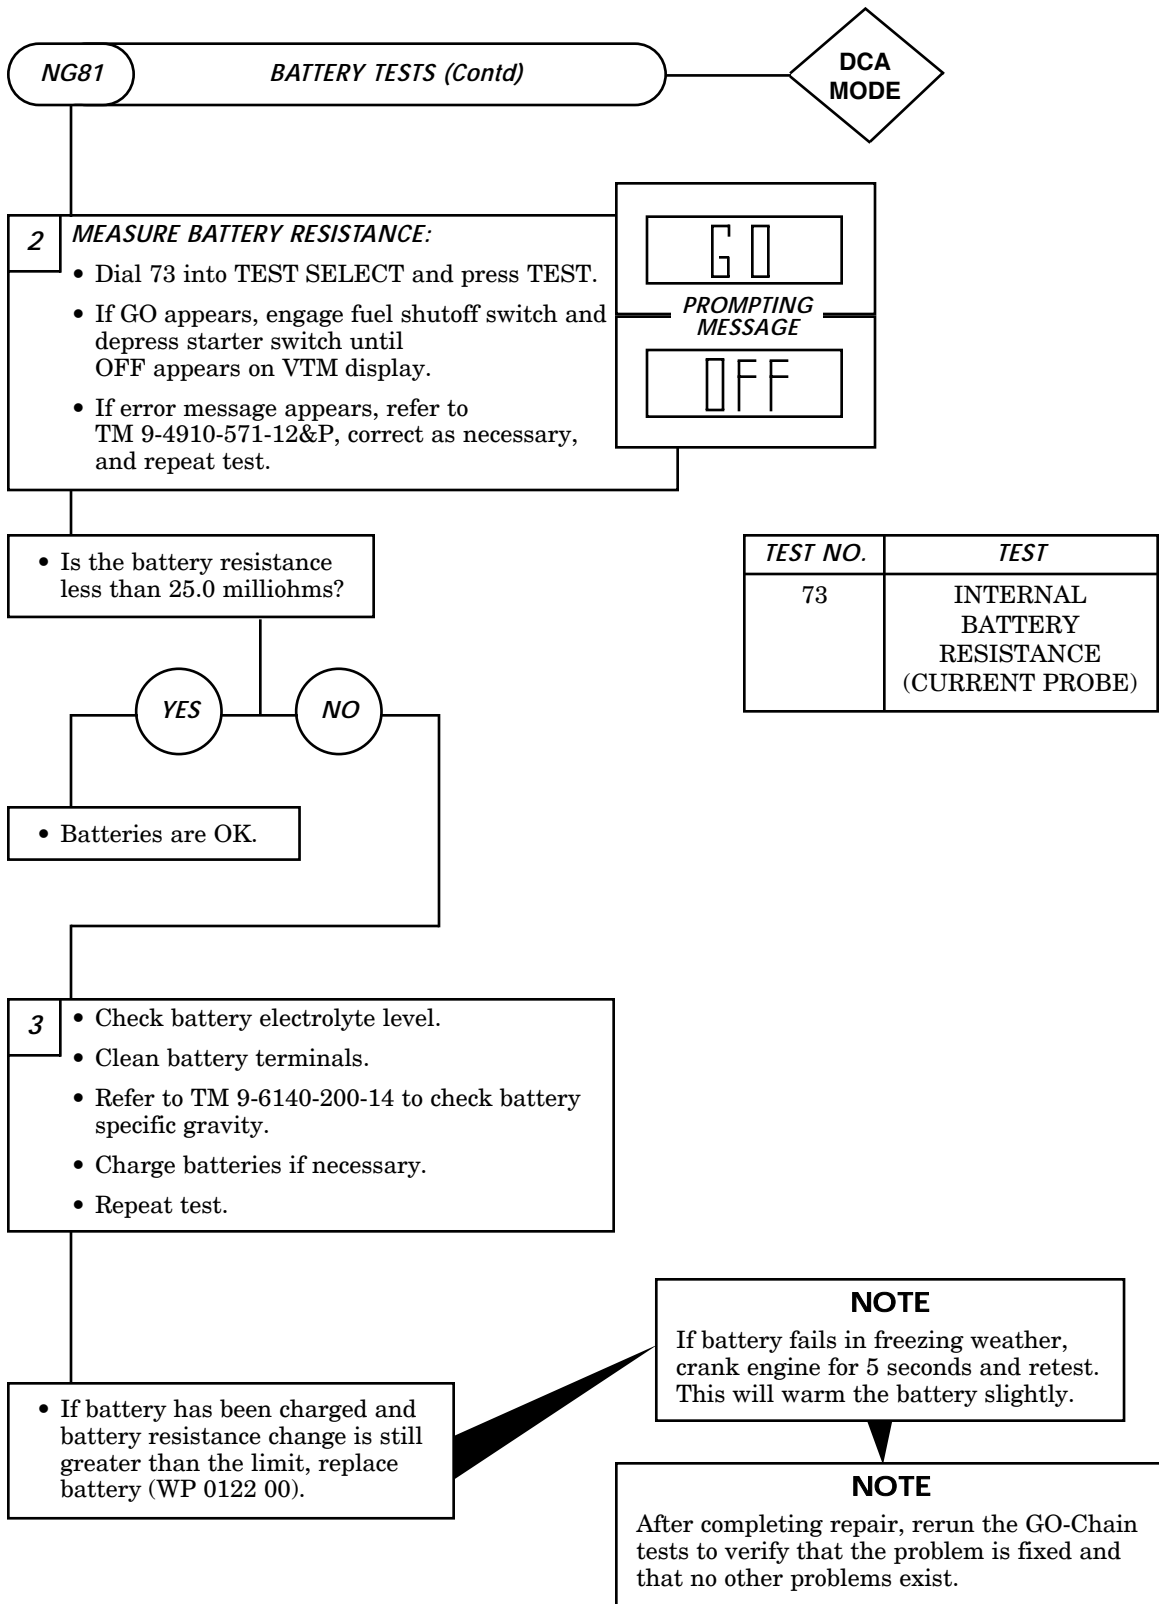 NG81
BATTERY TESTS (Contd)
DCA
MODE
2
MEASURE BATTERY RESISTANCE:
• Dial 73 into TEST SELECT and press TEST.
• If GO appears, engage fuel shutoff switch and
depress starter switch until
OFF appears on VTM display.
• If error message appears, refer to
TM 9-4910-571-12&P, correct as necessary,
and repeat test.
GO
PROMPTING
MESSAGE
OFF
• Is the battery resistance
less than 25.0 milliohms?
TEST NO.
TEST
73
INTERNAL
BATTERY
RESISTANCE
(CURRENT PROBE)
YES
NO
• Batteries are OK.
3
• Check battery electrolyte level.
• Clean battery terminals.
• Refer to TM 9-6140-200-14 to check battery
specific gravity.
• Charge batteries if necessary.
• Repeat test.
• If battery has been charged and
battery resistance change is still
greater than the limit, replace
battery (WP 0122 00).
NOTE
If battery fails in freezing weather,
crank engine for 5 seconds and retest.
This will warm the battery slightly.
NOTE
After completing repair, rerun the GO-Chain
tests to verify that the problem is fixed and
that no other problems exist.